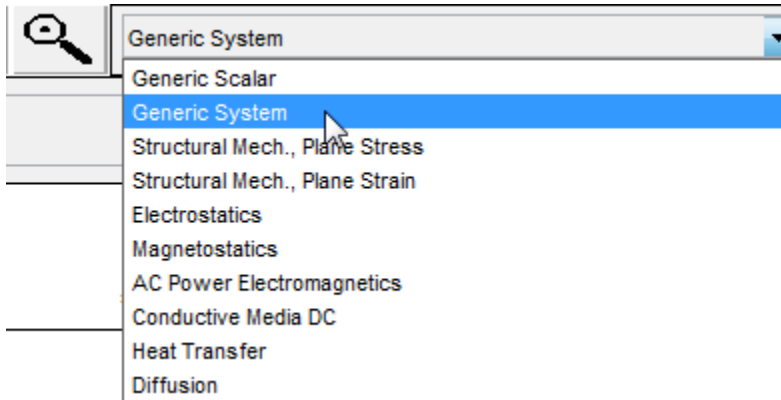 Generic System
Generic Scalar
Generic System
Structural Mech., Plane Stress
Structural Mech., Plane Strain
Electrostatics
Magnetostatics
AC Power Electromagnetics
Conductive Media DC
Heat Transfer
Diffusion